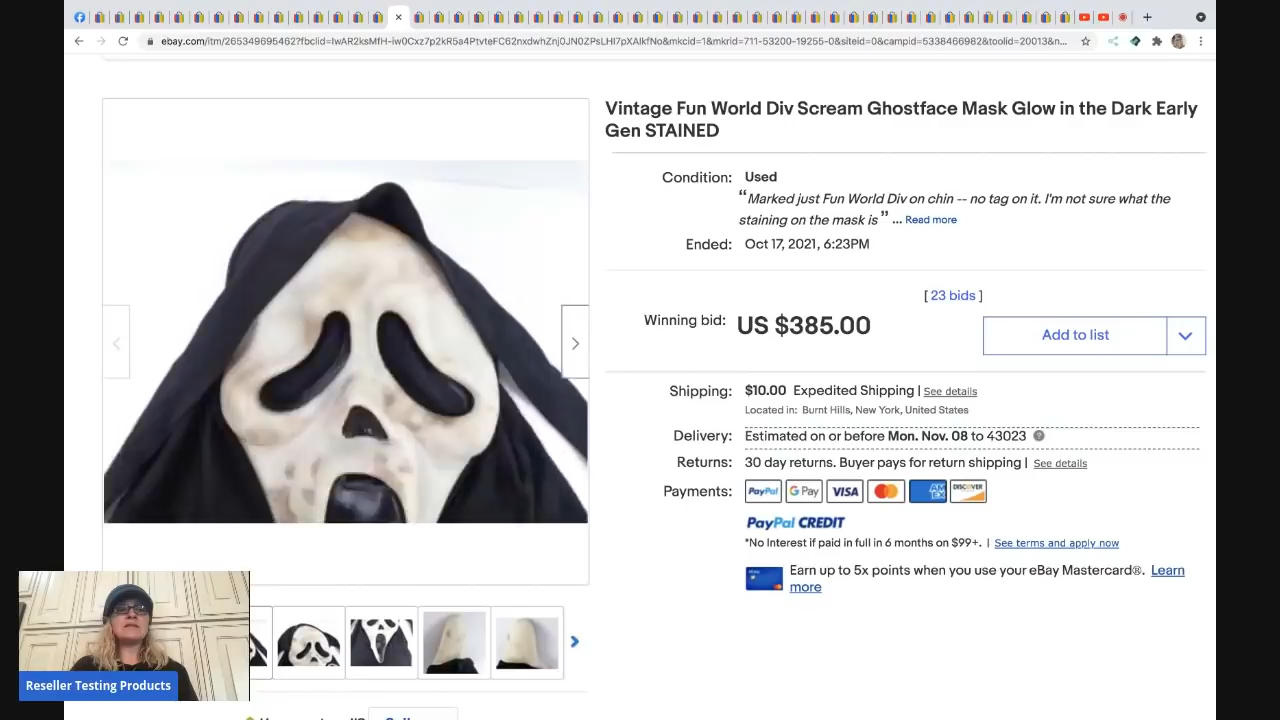 ebay.com/itm/265349695462?fbclid=IwAR2ksMfH-iw0Cxz7p2kR5a4PtvteFC62nxdwhZnj0JN0ZPsLHI7pXAlkfNo&mkcid=1&mkrid=711-53200-19255-0&siteid=0&campid=5338466982&toolid=20013&n...
Vintage Fun World Div Scream Ghostface Mask Glow in the Dark Early
Gen STAINED
Condition: Used
“Marked just Fun World Div on chin -- no tag on it. I'm not sure what the
staining on the mask is” ... Read more
Ended: Oct 17, 2021, 6:23PM
[ 23 bids ]
Winning bid: US $385.00
Add to list
Shipping: $10.00 Expedited Shipping | See details
Located in: Burnt Hills, New York, United States
Delivery: Estimated on or before Mon. Nov. 08 to 43023
Returns: 30 day returns. Buyer pays for return shipping | See details
Payments: PayPal G Pay VISA AM EX DISCOVER
PayPal CREDIT
*No Interest if paid in full in 6 months on $99+. | See terms and apply now
Earn up to 5x points when you use your eBay Mastercard®. Learn
more
Reseller Testing Products